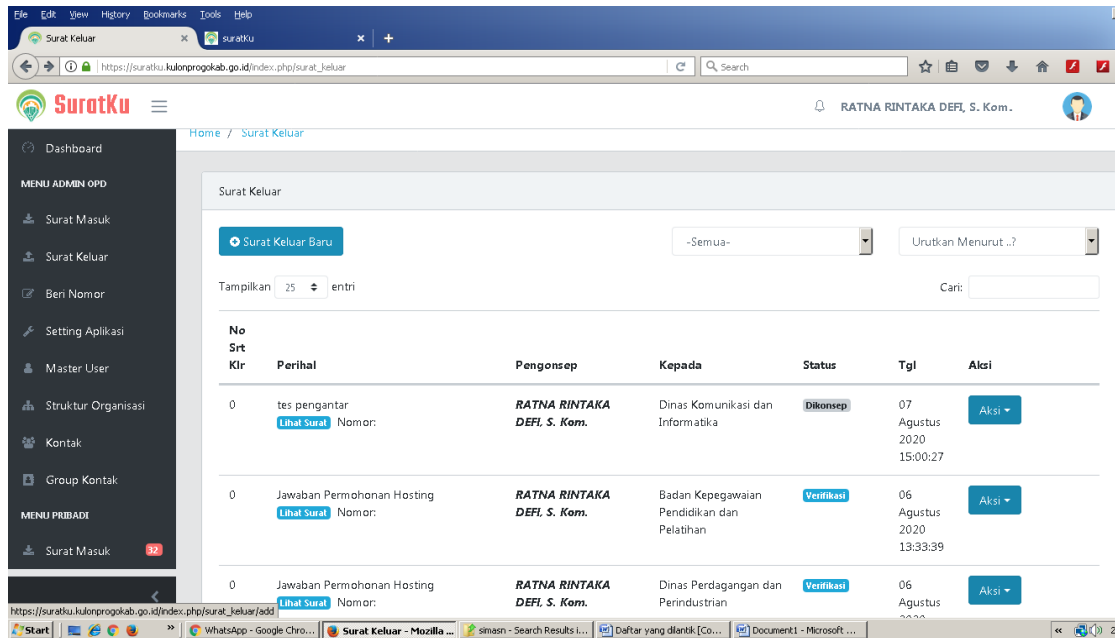 File Edit View History Bookmarks Tools Help
Surat Keluar × suratKu × +
https://suratku.kulonprogokab.go.id/index.php/surat_keluar Search
SuratKu RATNA RINTAKA DEFI, S. Kom.
Home / Surat Keluar
Dashboard
MENU ADMIN OPD
Surat Masuk
Surat Keluar
Beri Nomor
Setting Aplikasi
Master User
Struktur Organisasi
Kontak
Group Kontak
MENU PRIBADI
Surat Masuk 32
Surat Keluar
Surat Keluar Baru -Semua- Urutkan Menurut ..?
Tampilkan 25 entri Cari:
No
Srt
Klr Perihal Pengonsep Kepada Status Tgl Aksi
0 tes pengantar RATNA RINTAKA Dinas Komunikasi dan Dikonsep 07 Aksi
Lihat Surat Nomor: DEFI, S. Kom. Informatika Agustus
2020
15:00:27
0 Jawaban Permohonan Hosting RATNA RINTAKA Badan Kepegawaian Verifikasi 06 Aksi
Lihat Surat Nomor: DEFI, S. Kom. Pendidikan dan Agustus
Pelatihan 2020
13:33:39
0 Jawaban Permohonan Hosting RATNA RINTAKA Dinas Perdagangan dan Verifikasi 06 Aksi
Lihat Surat Nomor: DEFI, S. Kom. Perindustrian Agustus
2020
https://suratku.kulonprogokab.go.id/index.php/surat_keluar/add
Start » WhatsApp - Google Chro... Surat Keluar - Mozilla ... simasn - Search Results i... Daftar yang dilantik [Co... Document1 - Microsoft ... «